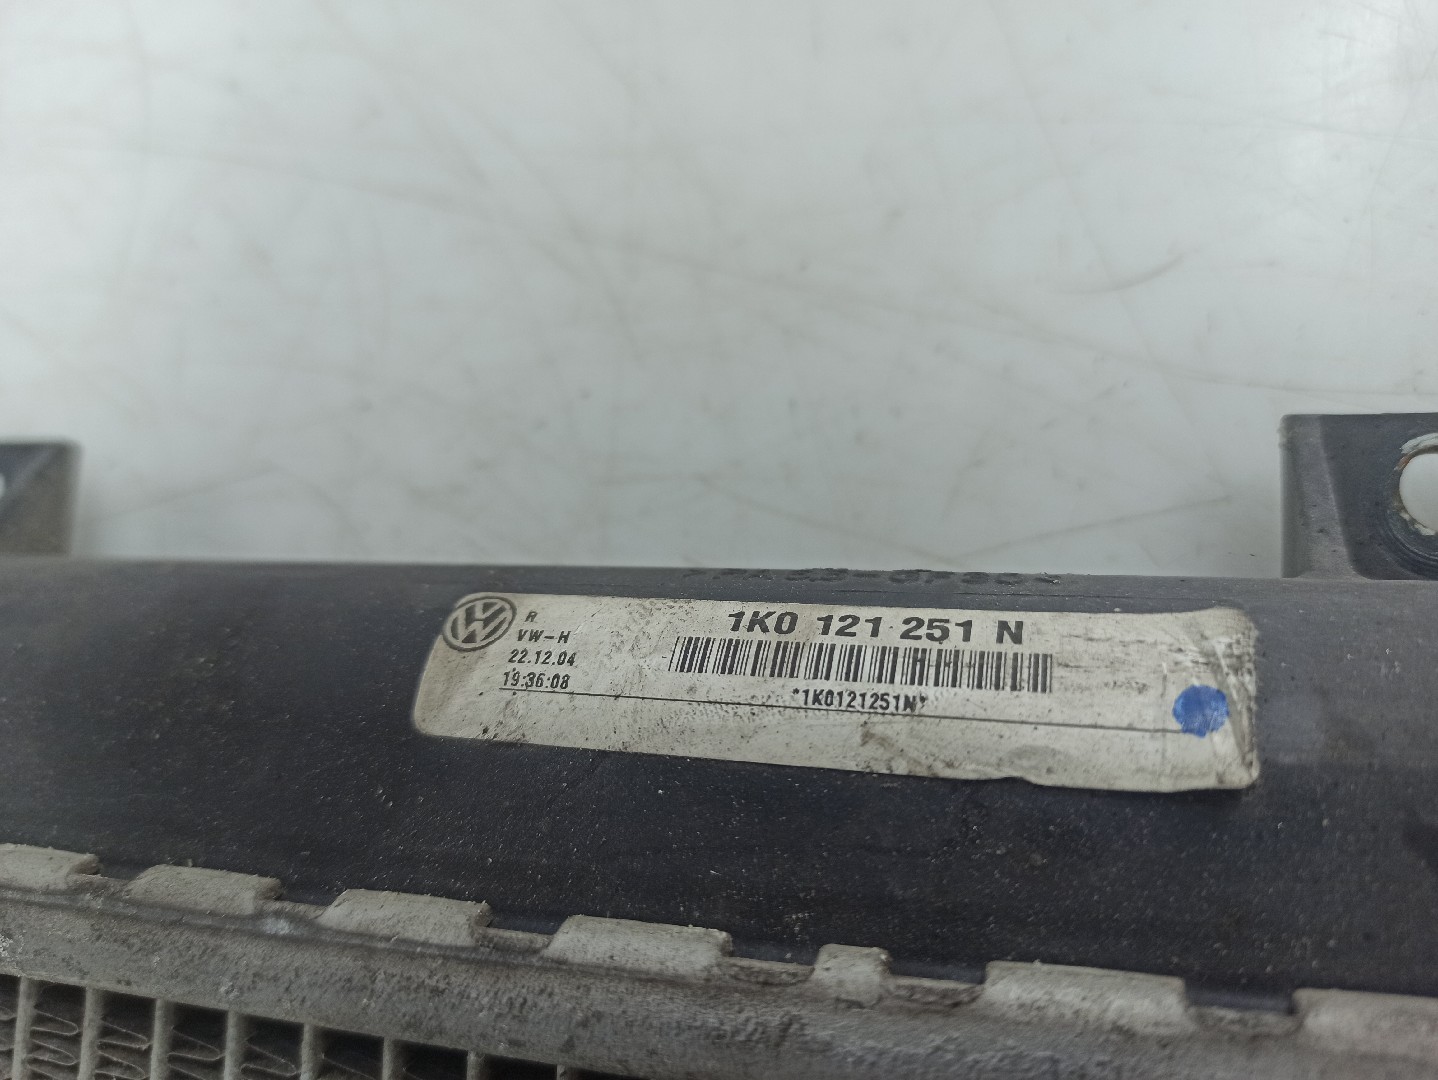 R
VW-H
22.12.04
19:36:08
1K0 121 251 N
*1K0121251N*